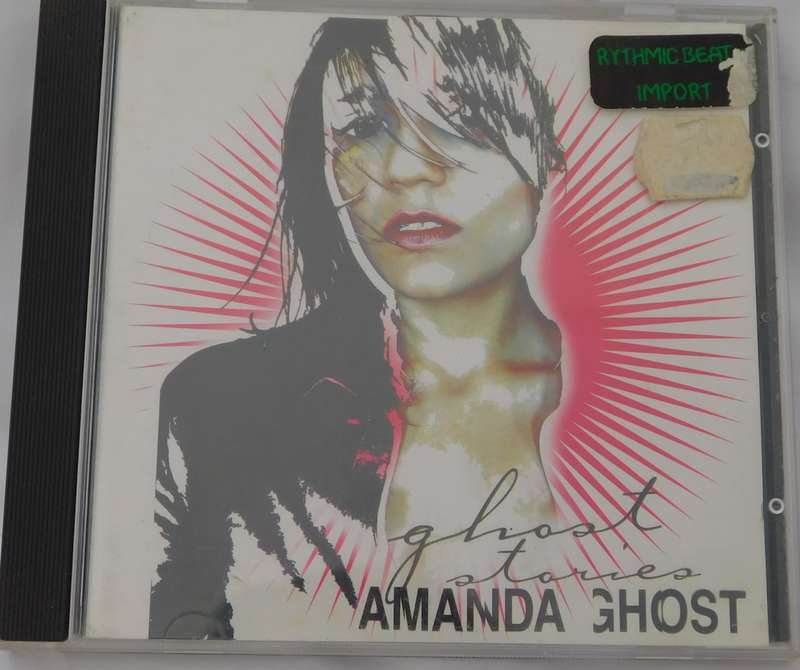 RYTHMIC BEAT
IMPORT
ghost
stories
AMANDA GHOST